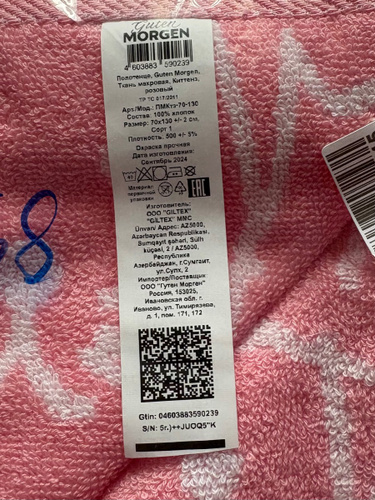 Guten
MORGEN
4 603883 590239
Полотенце, Guten Morgen,
Ткань махровая, Киттенз,
розовый
ТР ТС 017/2011
Арт/Мод.: ПМКтз-70-130
Состав: 100% хлопок
Размер: 70x130 +/- 2 см.
Сорт 1
Плотность: 500 +/- 5%
Окраска прочная
Дата изготовления:
Сентябрь 2024
Материал
упаковки
EAC
Изготовитель:
ООО "GILTEX"
"GILTEX" MMC
Ünvan/ Адрес: AZ5000,
Azərbaycan Respublikası,
Sumqayıt şəhəri, Sülh
küçəsi, 2 / AZ5000,
Республика
Азербайджан, г.Сумгаит,
ул.Сулх, 2
Импортер/Поставщик
ООО "Гутен Морген"
Россия, 153025,
Ивановская обл. г.
Иваново, ул. Тимирязева,
д. 1, пом. 171, 172
Gtin: 04603883590239
S/N: 5r.)++JUOQ5"K